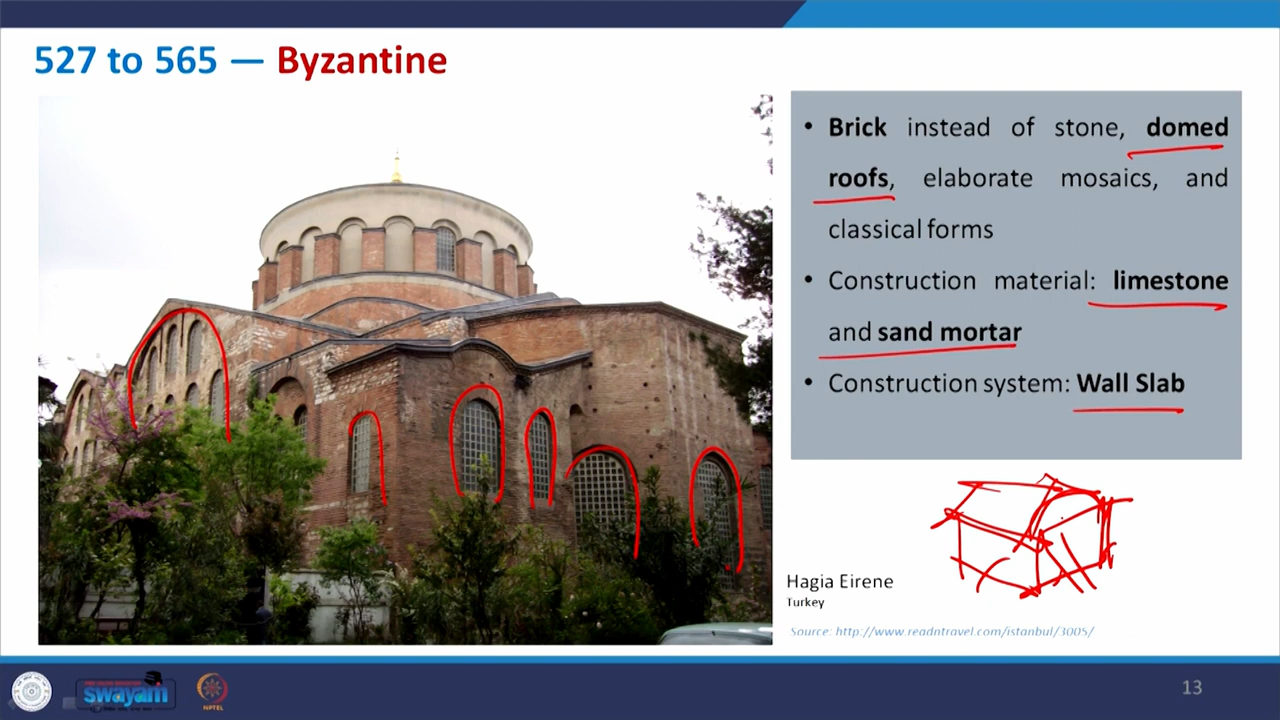 527 to 565 — Byzantine
• Brick instead of stone, domed
roofs, elaborate mosaics, and
classical forms
• Construction material: limestone
and sand mortar
• Construction system: Wall Slab
Hagia Eirene
Turkey
Source: http://www.readntravel.com/istanbul/3005/
swayam
NPTEL
13